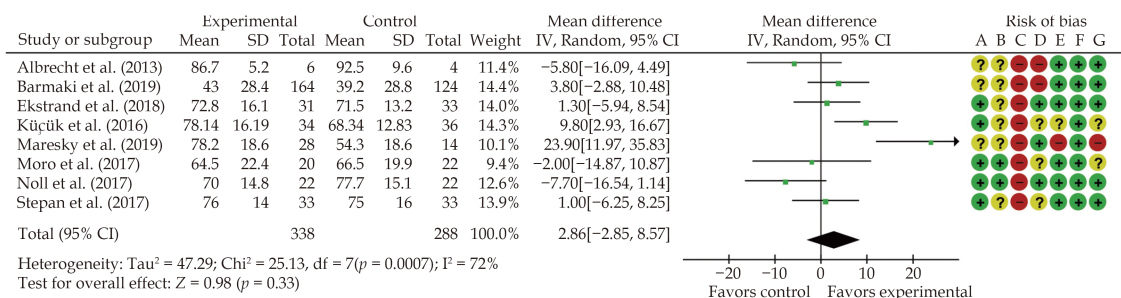 Experimental Control Mean difference Mean difference Risk of bias
Study or subgroup Mean SD Total Mean SD Total Weight IV, Random, 95% CI IV, Random, 95% CI A B C D E F G
Albrecht et al. (2013) 86.7 5.2 6 92.5 9.6 4 11.4% −5.80[−16.09, 4.49] ? ? − − + + +
Barmaki et al. (2019) 43 28.4 164 39.2 28.8 124 14.4% 3.80[−2.88, 10.48] ? ? − − + + +
Ekstrand et al. (2018) 72.8 16.1 31 71.5 13.2 33 14.0% 1.30[−5.94, 8.54] + ? − ? + + +
Küçük et al. (2016) 78.14 16.19 34 68.34 12.83 36 14.3% 9.80[2.93, 16.67] + ? − ? ? + +
Maresky et al. (2019) 78.2 18.6 28 54.3 18.6 14 10.1% 23.90[11.97, 35.83] ? ? − + − + −
Moro et al. (2017) 64.5 22.4 20 66.5 19.9 22 9.4% −2.00[−14.87, 10.87] + + − ? + + ?
Noll et al. (2017) 70 14.8 22 77.7 15.1 22 12.6% −7.70[−16.54, 1.14] + ? − + + + +
Stepan et al. (2017) 76 14 33 75 16 33 13.9% 1.00[−6.25, 8.25] + ? − ? + + +
Total (95% CI) 338 288 100.0% 2.86[−2.85, 8.57]
Heterogeneity: Tau² = 47.29; Chi² = 25.13, df = 7(p = 0.0007); I² = 72%
Test for overall effect: Z = 0.98 (p = 0.33)
−20 −10 0 10 20
Favors control Favors experimental